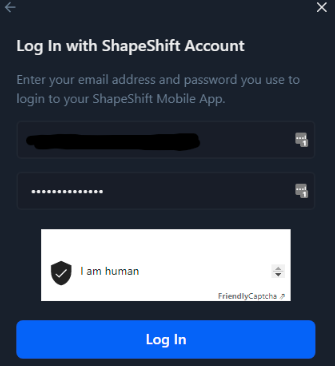 Log In with ShapeShift Account
Enter your email address and password you use to
login to your ShapeShift Mobile App.
••••••••••••••
I am human
FriendlyCaptcha ↗
Log In